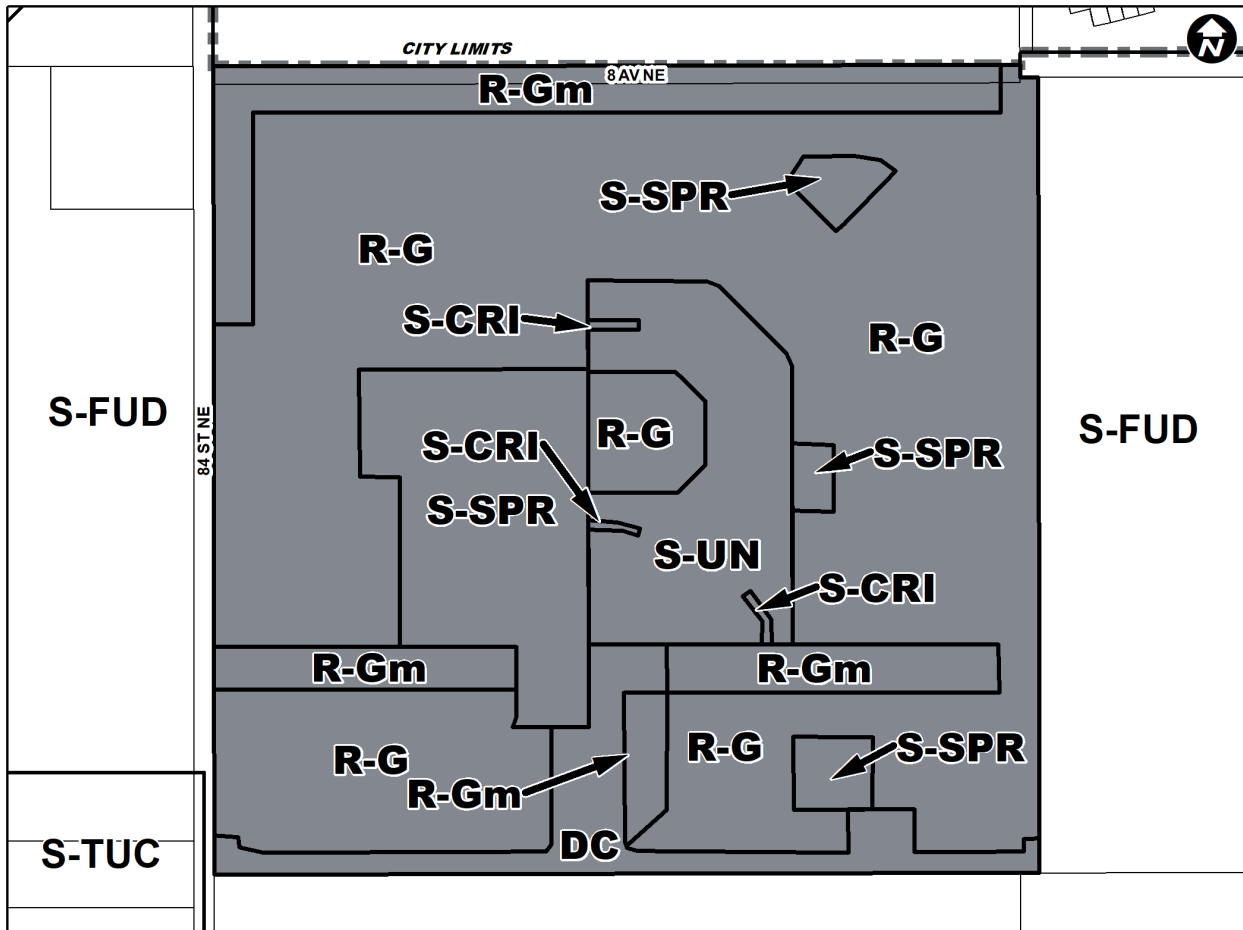 CITY LIMITS
N
8 AV NE
R-Gm
S-SPR
R-G
S-CRI
R-G
S-FUD
84 ST NE
S-FUD
R-G
S-CRI
S-SPR
S-SPR
S-UN
S-CRI
R-Gm
R-Gm
R-G
R-G
S-SPR
R-Gm
DC
S-TUC